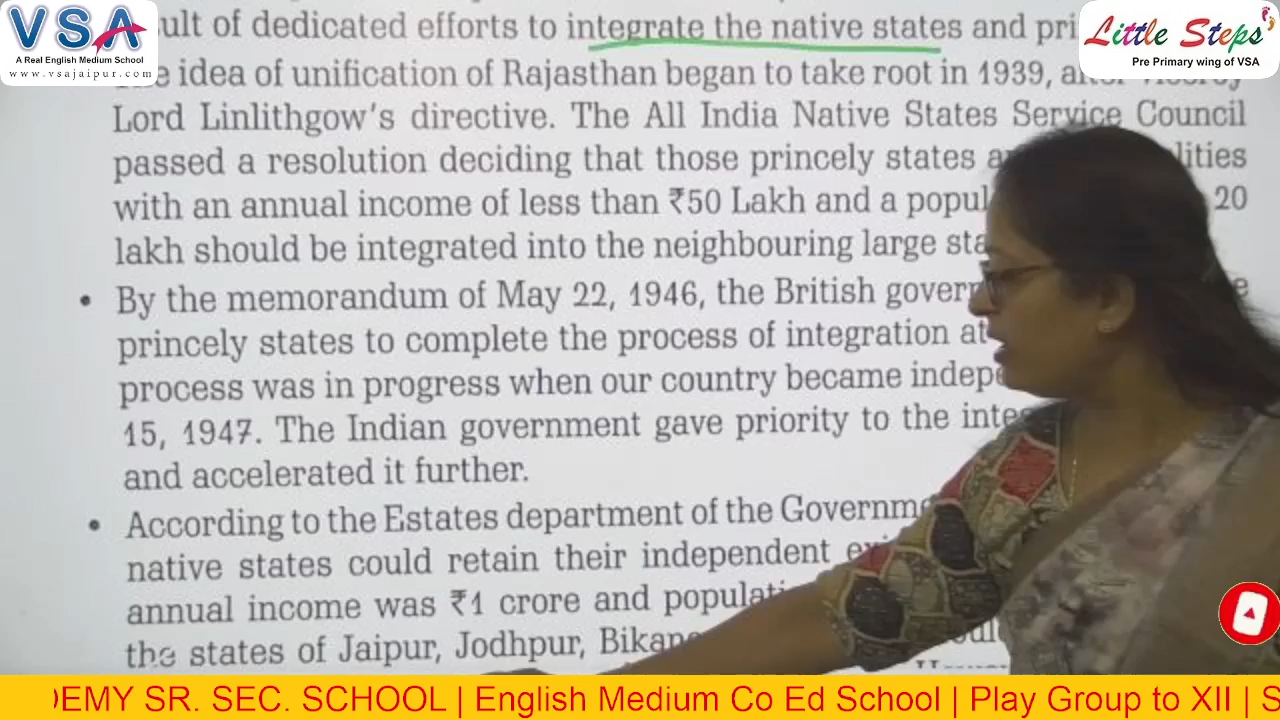 VSA
A Real English Medium School
www.vsajaipur.com
Little Steps
Pre Primary wing of VSA
ult of dedicated efforts to integrate the native states and pri
idea of unification of Rajasthan began to take root in 1939,
Lord Linlithgow's directive. The All India Native States Service Council
passed a resolution deciding that those princely states
with an annual income of less than ₹50 Lakh and a popul 20
lakh should be integrated into the neighbouring large sta
• By the memorandum of May 22, 1946, the British govern
princely states to complete the process of integration at
process was in progress when our country became indepe
15, 1947. The Indian government gave priority to the inte
and accelerated it further.
• According to the Estates department of the Governme
native states could retain their independent
annual income was ₹1 crore and populati
the states of Jaipur, Jodhpur, Bikane
DEMY SR. SEC. SCHOOL | English Medium Co Ed School | Play Group to XII | S